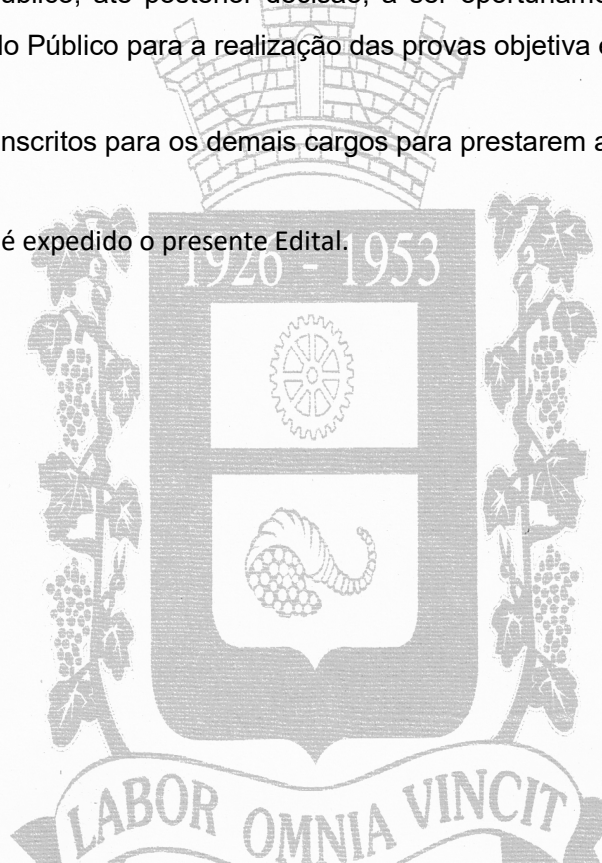 úblico, até posterior decisão, a ser oportuname
do Público para a realização das provas objetiva e
nscritos para os demais cargos para prestarem a
é expedido o presente Edital.
1926 - 1953
LABOR OMNIA VINCIT